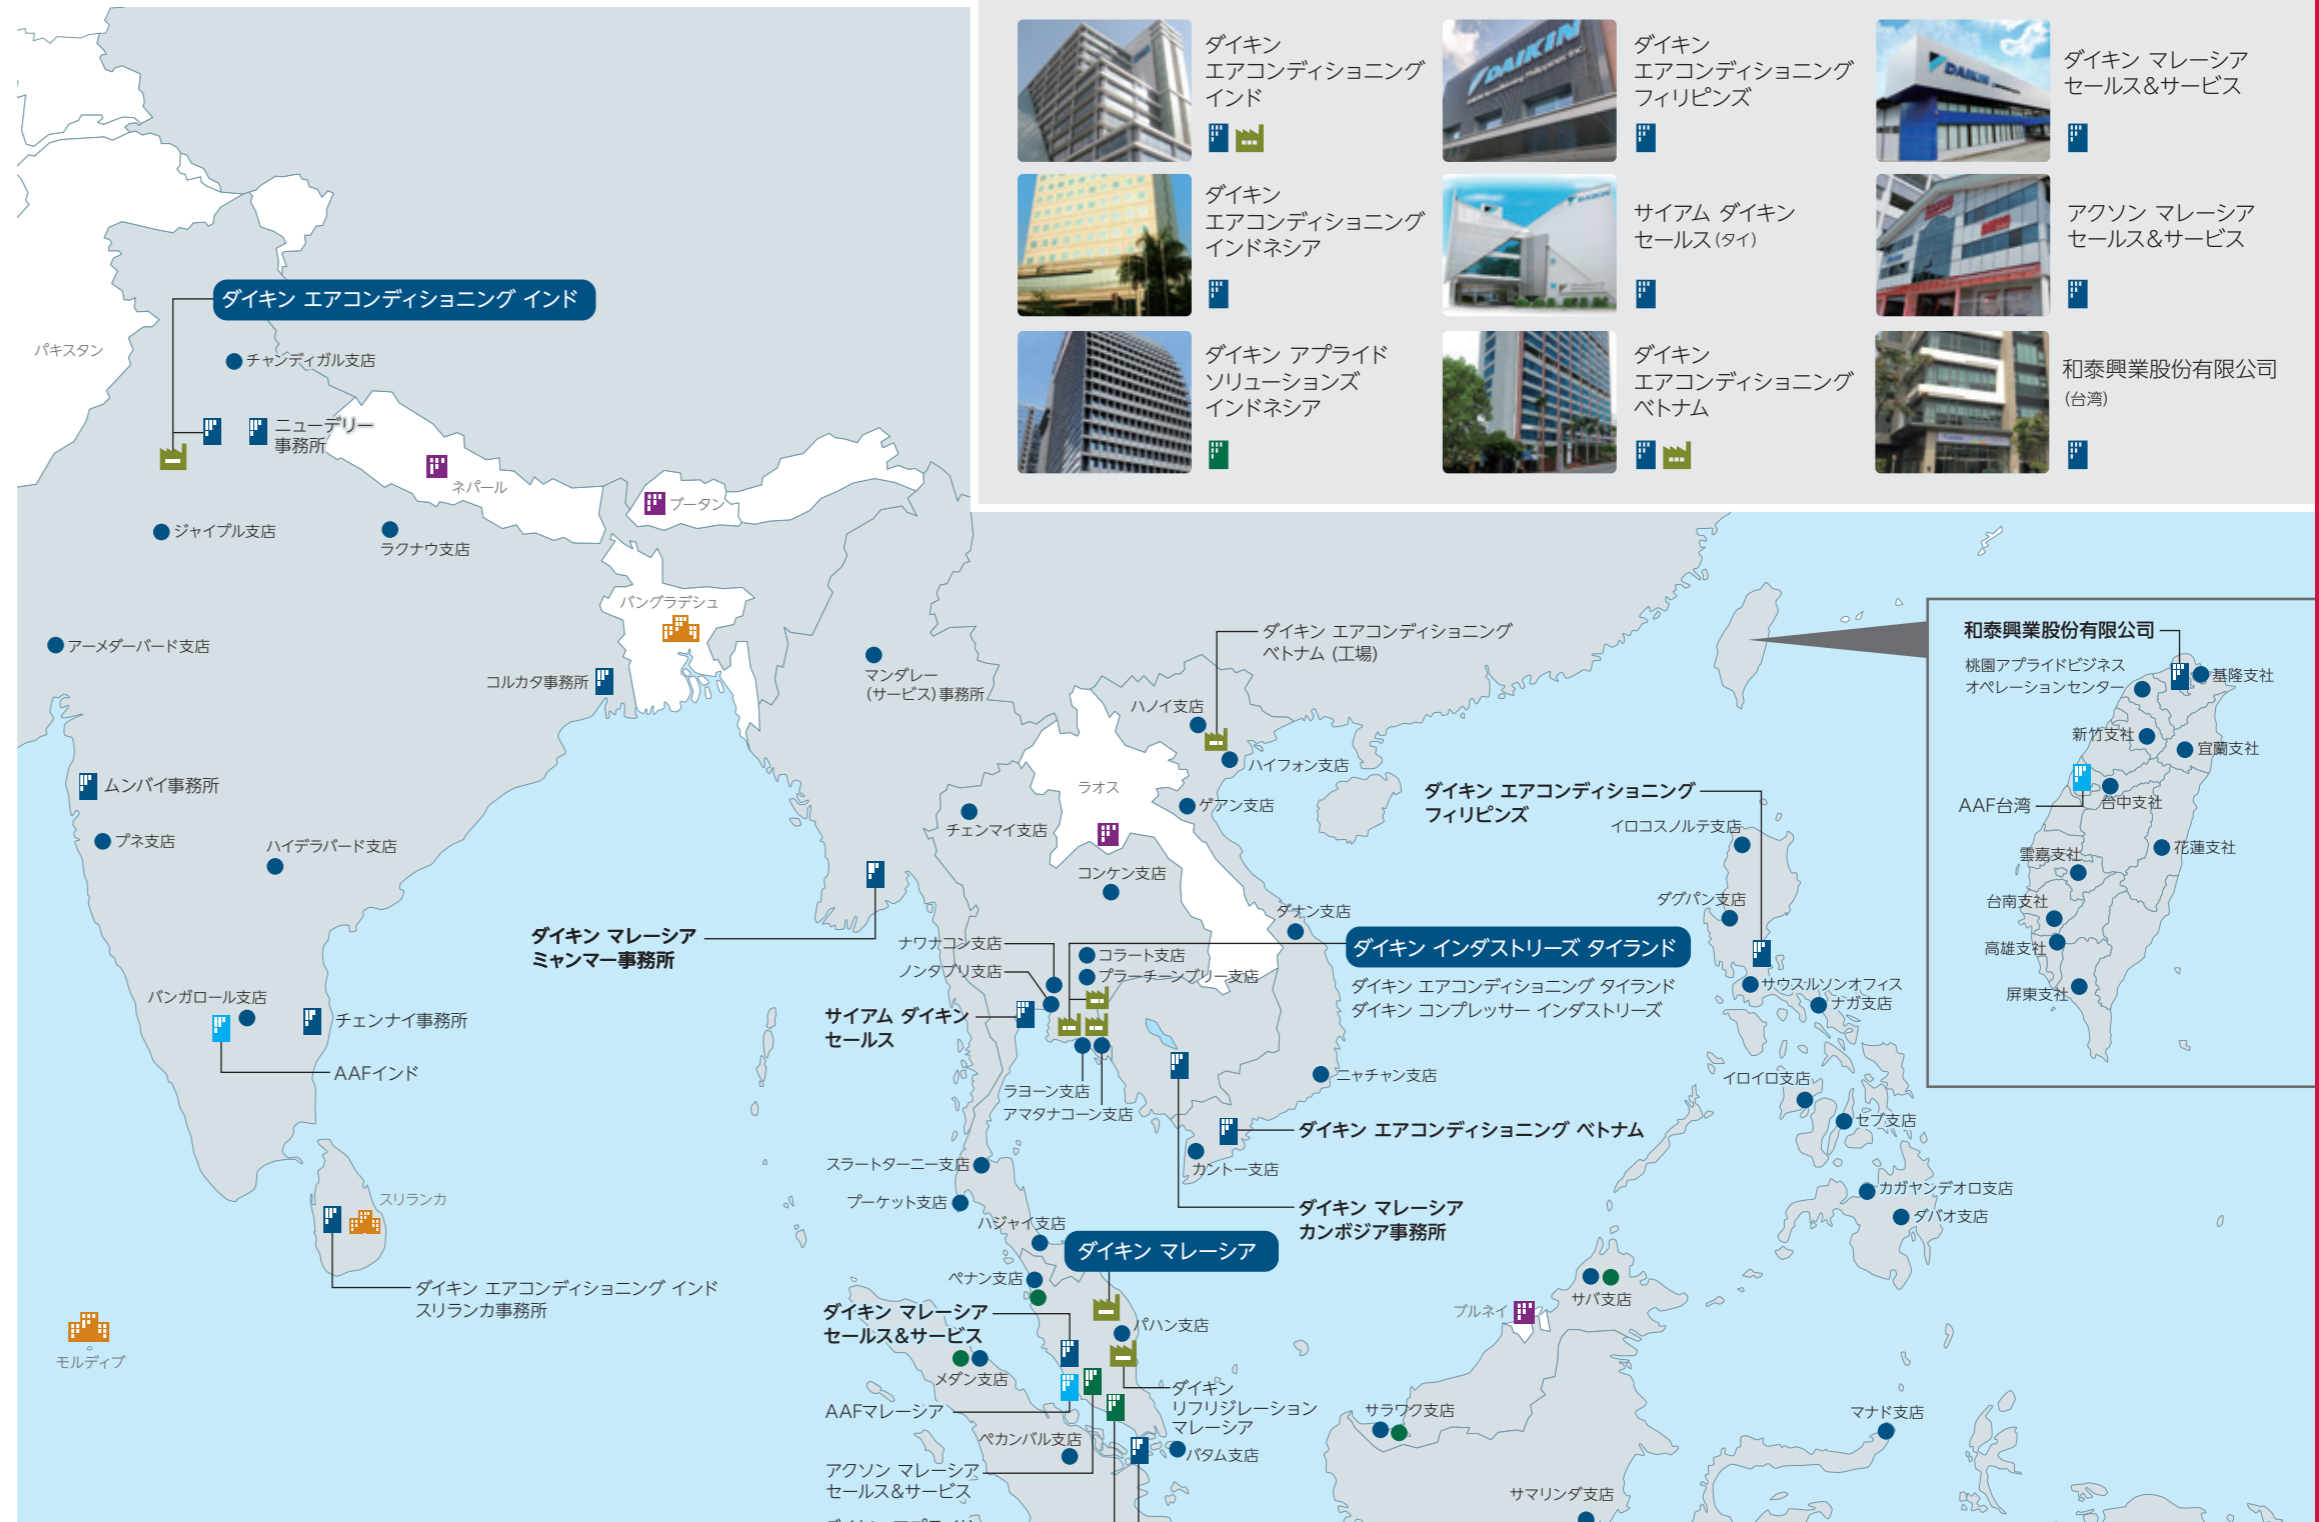 ダイキン
エアコンディショニング
インド
ダイキン
エアコンディショニング
フィリピンズ
ダイキン マレーシア
セールス&サービス
ダイキン
エアコンディショニング
インドネシア
サイアム ダイキン
セールス(タイ)
アクソン マレーシア
セールス&サービス
ダイキン アプライド
ソリューションズ
インドネシア
ダイキン
エアコンディショニング
ベトナム
和泰興業股份有限公司
(台湾)
DAIKIN
DAIKIN
DAIKIN
ダイキン エアコンディショニング インド
パキスタン
チャンディガル支店
ニューデリー
事務所
ネパール
ブータン
ジャイプル支店
ラクナウ支店
バングラデシュ
アーメダーバード支店
コルカタ事務所
マンダレー
(サービス)事務所
ムンバイ事務所
プネ支店
ハイデラバード支店
ダイキン マレーシア
ミャンマー事務所
バンガロール支店
チェンナイ事務所
AAFインド
スリランカ
ダイキン エアコンディショニング インド
スリランカ事務所
モルディブ
ダイキン エアコンディショニング
ベトナム (工場)
ハノイ支店
ハイフォン支店
ラオス
ゲアン支店
チェンマイ支店
コンケン支店
ダナン支店
ナワナコン支店
ノンタブリ支店
コラート支店
プラーチーンブリー支店
ダイキン インダストリーズ タイランド
ダイキン エアコンディショニング タイランド
ダイキン コンプレッサー インダストリーズ
サイアム ダイキン
セールス
ラヨーン支店
アマタナコーン支店
ニャチャン支店
ダイキン エアコンディショニング ベトナム
カントー支店
スラートターニー支店
プーケット支店
ハジャイ支店
ダイキン マレーシア
カンボジア事務所
ダイキン マレーシア
ペナン支店
ダイキン マレーシア
セールス&サービス
パハン支店
メダン支店
ダイキン
リフリジレーション
マレーシア
AAFマレーシア
ペカンバル支店
バタム支店
アクソン マレーシア
セールス&サービス
ダイキン エアコンディショニング
フィリピンズ
イロコスノルテ支店
ダグパン支店
サウスルソンオフィス
ナガ支店
イロイロ支店
セブ支店
カガヤンデオロ支店
ダバオ支店
サバ支店
ブルネイ
サラワク支店
マナド支店
サマリンダ支店
和泰興業股份有限公司
桃園アプライドビジネス
オペレーションセンター
基隆支社
新竹支社
宜蘭支社
AAF台湾
台中支社
雲嘉支社
花蓮支社
台南支社
高雄支社
屏東支社